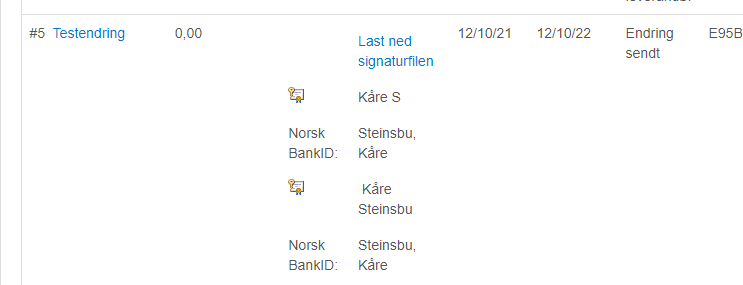 #5 Testendring 0,00 Last ned signaturfilen 12/10/21 12/10/22 Endring sendt E95B
Kåre S
Norsk BankID: Steinsbu, Kåre
Kåre Steinsbu
Norsk BankID: Steinsbu, Kåre